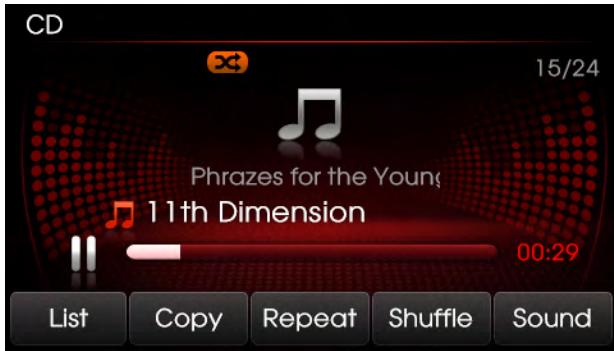 CD
15/24
Phrazes for the Young
11th Dimension
00:29
List Copy Repeat Shuffle Sound